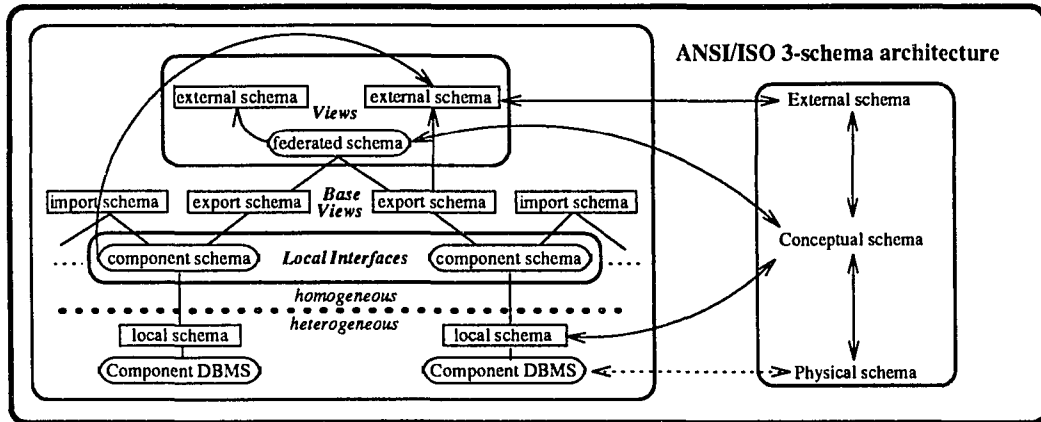 ANSI/ISO 3-schema architecture
external schema
external schema
Views
federated schema
import schema
export schema
Base
Views
export schema
import schema
component schema
Local Interfaces
component schema
homogeneous
heterogeneous
local schema
local schema
Component DBMS
Component DBMS
External schema
Conceptual schema
Physical schema